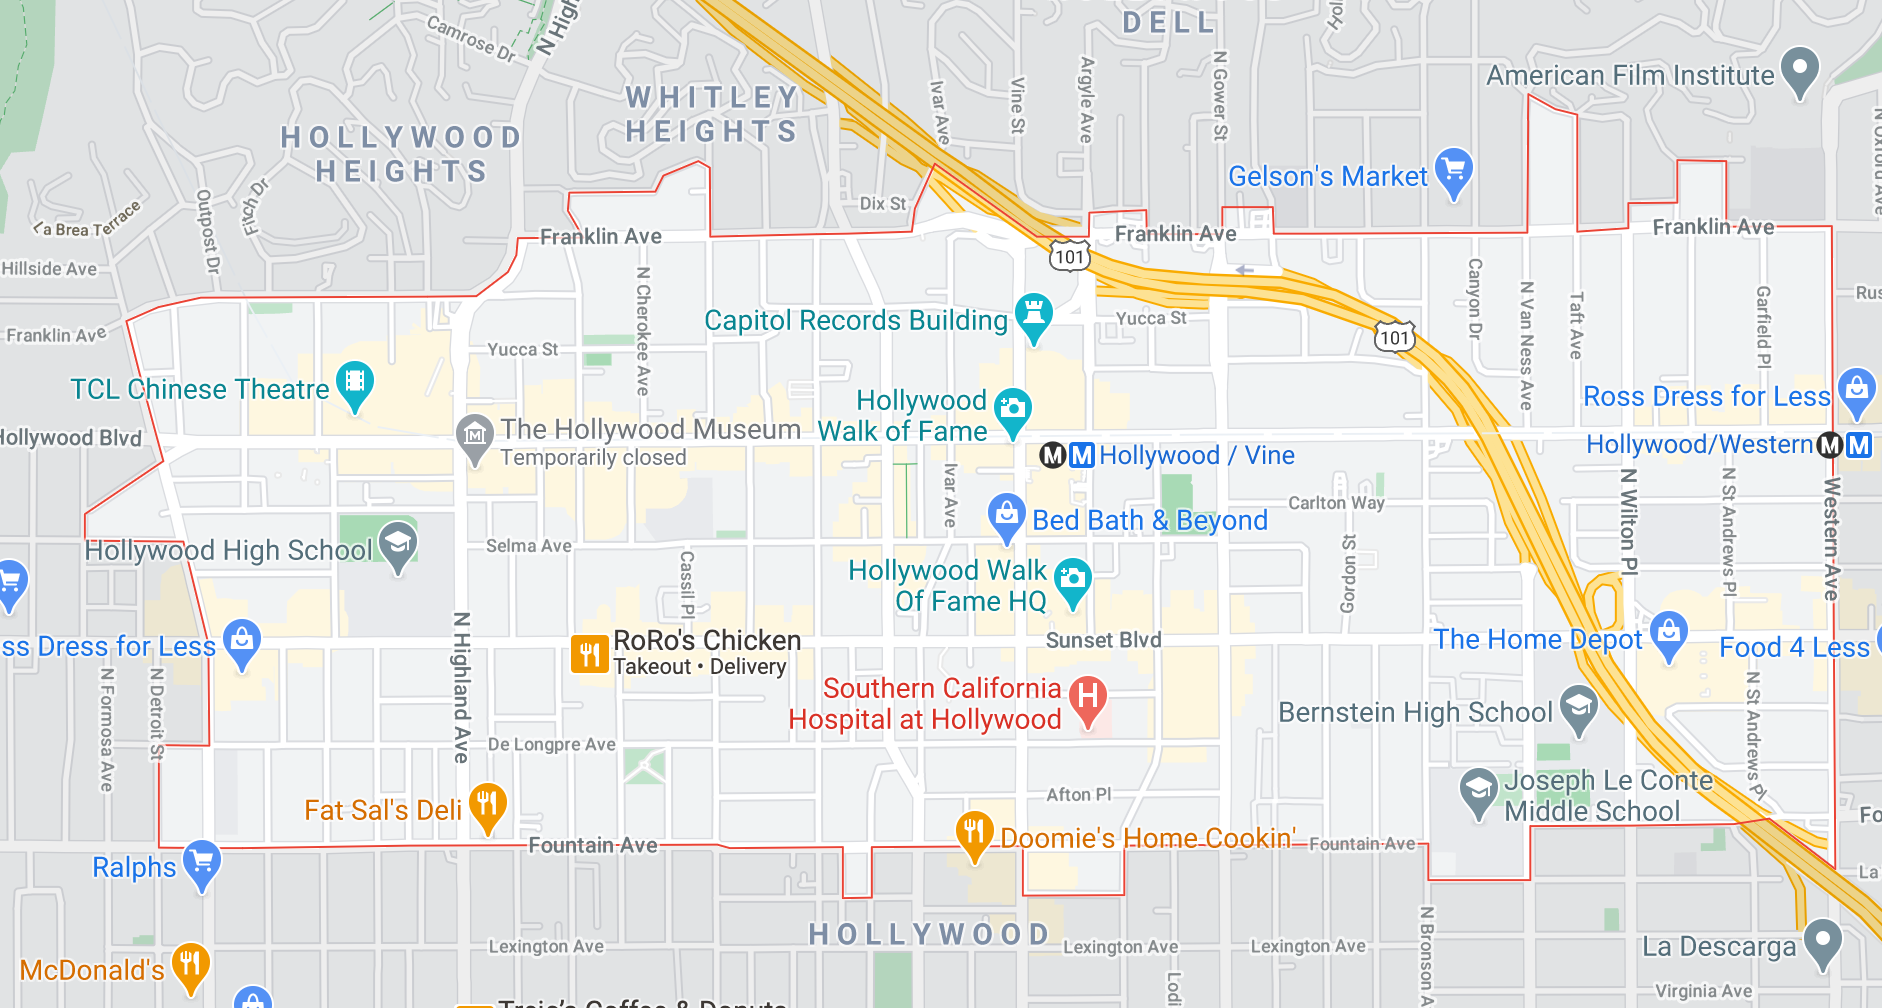 Camrose Dr
N High
DELL
WHITLEY
HEIGHTS
HOLLYWOOD
HEIGHTS
Ivar Ave
Vine St
Argyle Ave
N Gower St
Hol
American Film Institute
N Oxford Ave
Gelson's Market
La Brea Terrace
Outpost Dr
Fitch Dr
Dix St
Franklin Ave
Franklin Ave
Franklin Ave
101
Hillside Ave
N Cherokee Ave
Canyon Dr
N Van Ness Ave
Taft Ave
Garfield Pl
Rus
Franklin Ave
Capitol Records Building
Yucca St
101
Yucca St
TCL Chinese Theatre
Hollywood
Walk of Fame
Ross Dress for Less
Hollywood Blvd
The Hollywood Museum
Temporarily closed
M M Hollywood / Vine
Hollywood/Western M M
Ivar Ave
Carlton Way
N Wilton Pl
N St Andrews Pl
Western Ave
Bed Bath & Beyond
Hollywood High School
Selma Ave
Cassil Pl
Gordon St
Hollywood Walk
Of Fame HQ
ss Dress for Less
N Highland Ave
RoRo's Chicken
Takeout • Delivery
Sunset Blvd
The Home Depot
Food 4 Less
N Formosa Ave
N Detroit St
Southern California
Hospital at Hollywood
H
Bernstein High School
N St Andrews Pl
De Longpre Ave
Joseph Le Conte
Middle School
Afton Pl
Fat Sal's Deli
Fo
Doomie's Home Cookin'
Fountain Ave
Fountain Ave
Ralphs
La
HOLLYWOOD
Lexington Ave
Lexington Ave
Lexington Ave
N Bronson A
La Descarga
McDonald's
Lodi
Virginia Ave